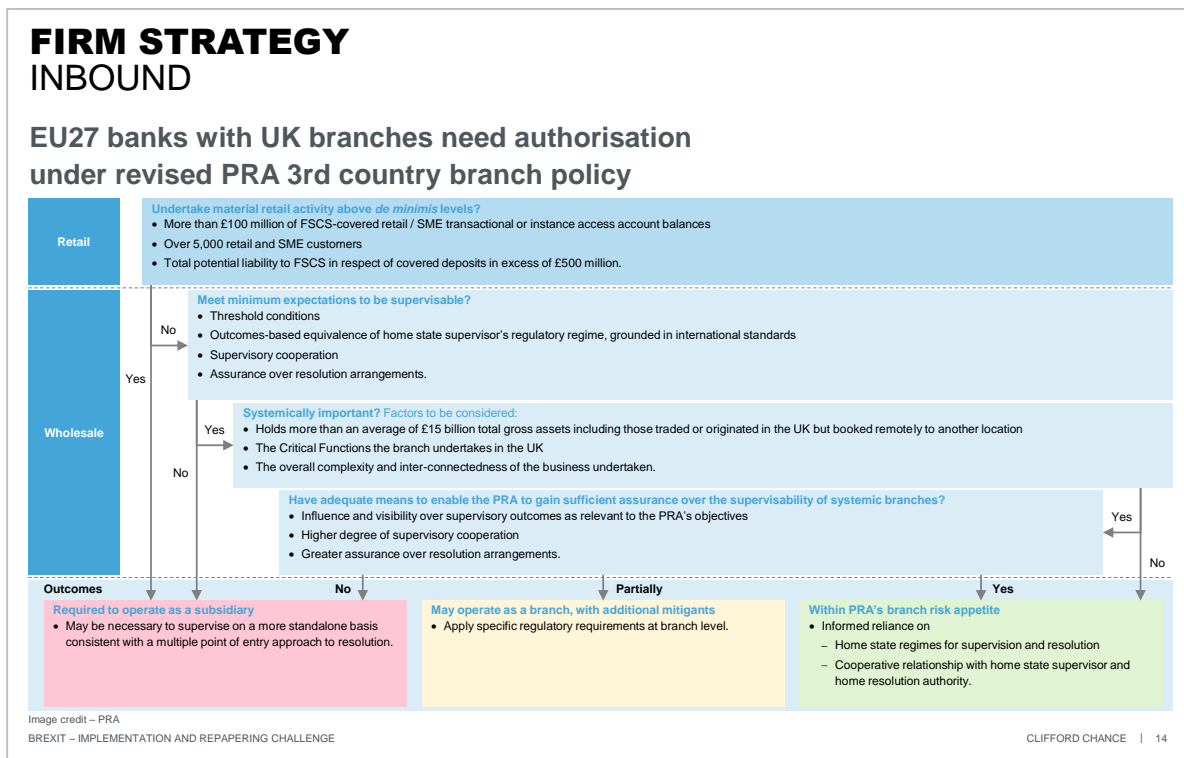 FIRM STRATEGY
INBOUND
EU27 banks with UK branches need authorisation
under revised PRA 3rd country branch policy
Retail
Undertake material retail activity above de minimis levels?
• More than £100 million of FSCS-covered retail / SME transactional or instance access account balances
• Over 5,000 retail and SME customers
• Total potential liability to FSCS in respect of covered deposits in excess of £500 million.
Wholesale
Meet minimum expectations to be supervisable?
• Threshold conditions
• Outcomes-based equivalence of home state supervisor's regulatory regime, grounded in international standards
• Supervisory cooperation
• Assurance over resolution arrangements.
No
Yes
Systemically important? Factors to be considered:
• Holds more than an average of £15 billion total gross assets including those traded or originated in the UK but booked remotely to another location
• The Critical Functions the branch undertakes in the UK
• The overall complexity and inter-connectedness of the business undertaken.
Yes
No
Have adequate means to enable the PRA to gain sufficient assurance over the supervisability of systemic branches?
• Influence and visibility over supervisory outcomes as relevant to the PRA's objectives
• Higher degree of supervisory cooperation
• Greater assurance over resolution arrangements.
Yes
No
Outcomes
No
Partially
Yes
Required to operate as a subsidiary
• May be necessary to supervise on a more standalone basis
consistent with a multiple point of entry approach to resolution.
May operate as a branch, with additional mitigants
• Apply specific regulatory requirements at branch level.
Within PRA's branch risk appetite
• Informed reliance on
– Home state regimes for supervision and resolution
– Cooperative relationship with home state supervisor and
home resolution authority.
Image credit – PRA
BREXIT – IMPLEMENTATION AND REPAPERING CHALLENGE
CLIFFORD CHANCE | 14